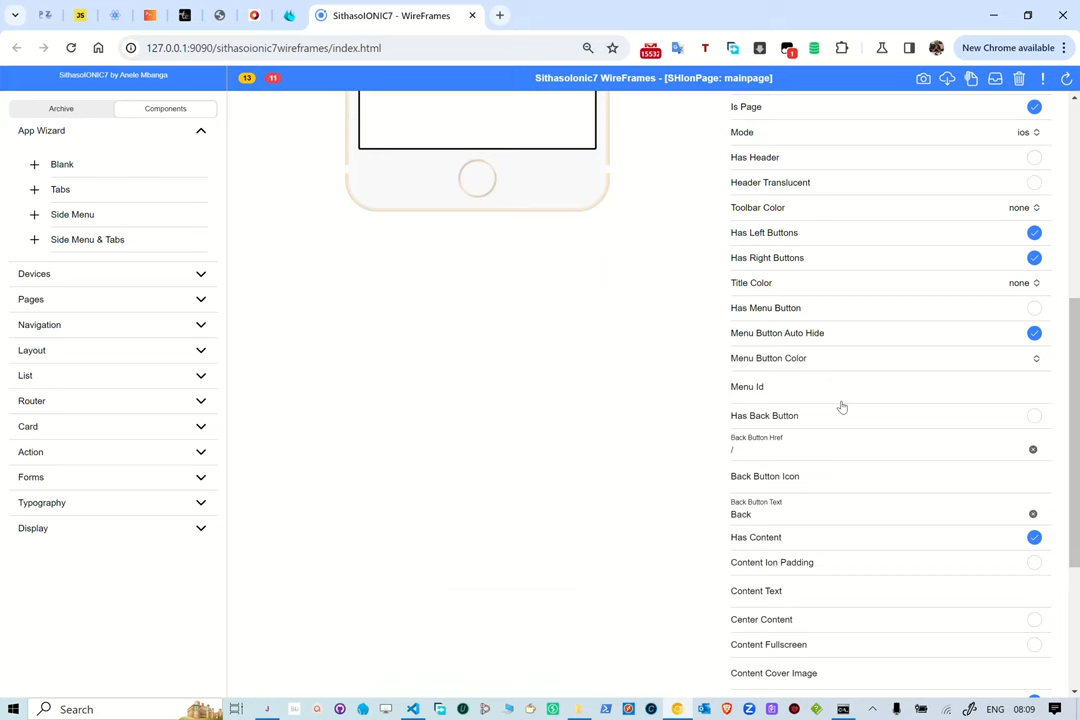 SithasoIONIC7 - WireFrames
127.0.0.1:9090/sithasoionic7wireframes/index.html
15532
1
New Chrome available
SithasoIONIC7 by Anele Mbanga
13
11
SithasoIonic7 WireFrames - [SHIonPage: mainpage]
Archive
Components
App Wizard
Blank
Tabs
Side Menu
Side Menu & Tabs
Devices
Pages
Navigation
Layout
List
Router
Card
Action
Forms
Typography
Display
Is Page
Mode
ios
Has Header
Header Translucent
Toolbar Color
none
Has Left Buttons
Has Right Buttons
Title Color
none
Has Menu Button
Menu Button Auto Hide
Menu Button Color
Menu Id
Has Back Button
Back Button Href
/
Back Button Icon
Back Button Text
Back
Has Content
Content Ion Padding
Content Text
Center Content
Content Fullscreen
Content Cover Image
Search
ENG
08:09